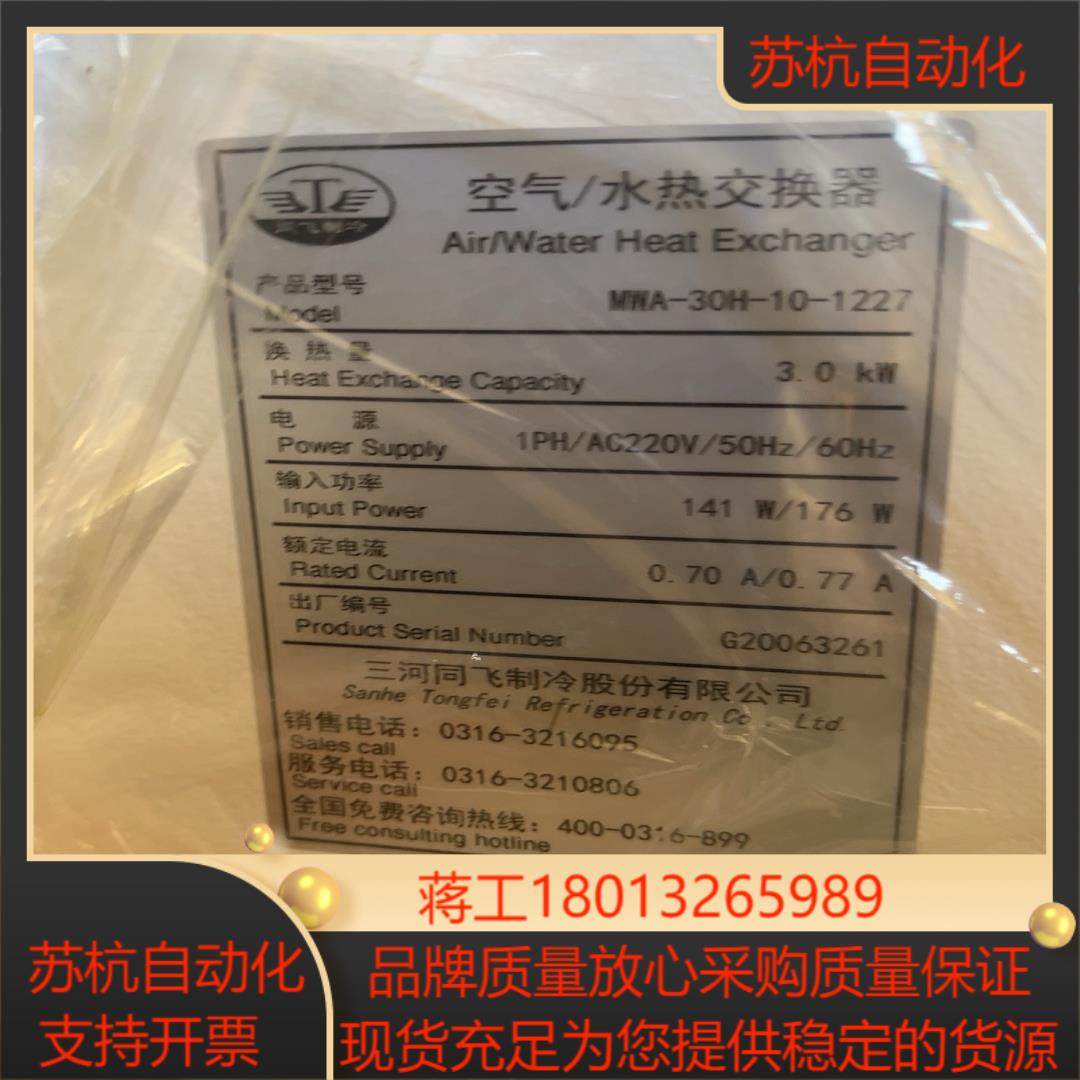 苏杭自动化
同飞制冷
空气/水热交换器
Air/Water Heat Exchanger
产品型号
Model
MWA-30H-10-1227
换热量
Heat Exchange Capacity
3.0 kW
电 源
Power Supply
1PH/AC220V/50Hz/60Hz
输入功率
Input Power
141 W/176 W
额定电流
Rated Current
0.70 A/0.77 A
出厂编号
Product Serial Number
G20063261
三河同飞制冷股份有限公司
Sanhe Tongfei Refrigeration Co., Ltd.
销售电话：0316-3216095
Sales call
服务电话：0316-3210806
Service call
全国免费咨询热线：400-0316-899
Free consulting hotline
蒋工18013265989
苏杭自动化
支持开票
品牌质量放心采购质量保证
现货充足为您提供稳定的货源